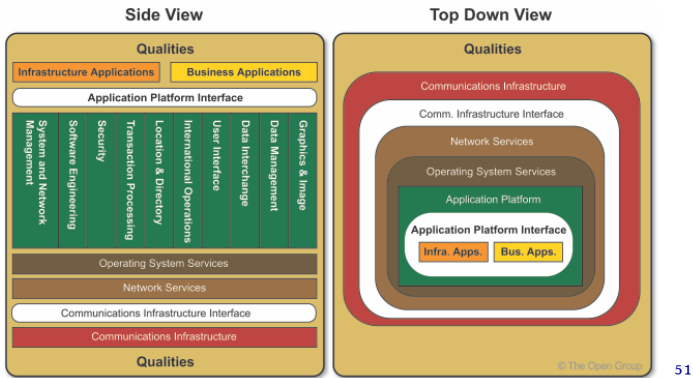 Side View
Qualities
Infrastructure Applications
Business Applications
Application Platform Interface
System and Network
Management
Software Engineering
Security
Transaction Processing
Location & Directory
International Operations
User Interface
Data Interchange
Data Management
Graphics & Image
Operating System Services
Network Services
Communications Infrastructure Interface
Communications Infrastructure
Qualities
Top Down View
Qualities
Communications Infrastructure
Comm. Infrastructure Interface
Network Services
Operating System Services
Application Platform
Application Platform Interface
Infra. Apps.
Bus. Apps.
© The Open Group
51